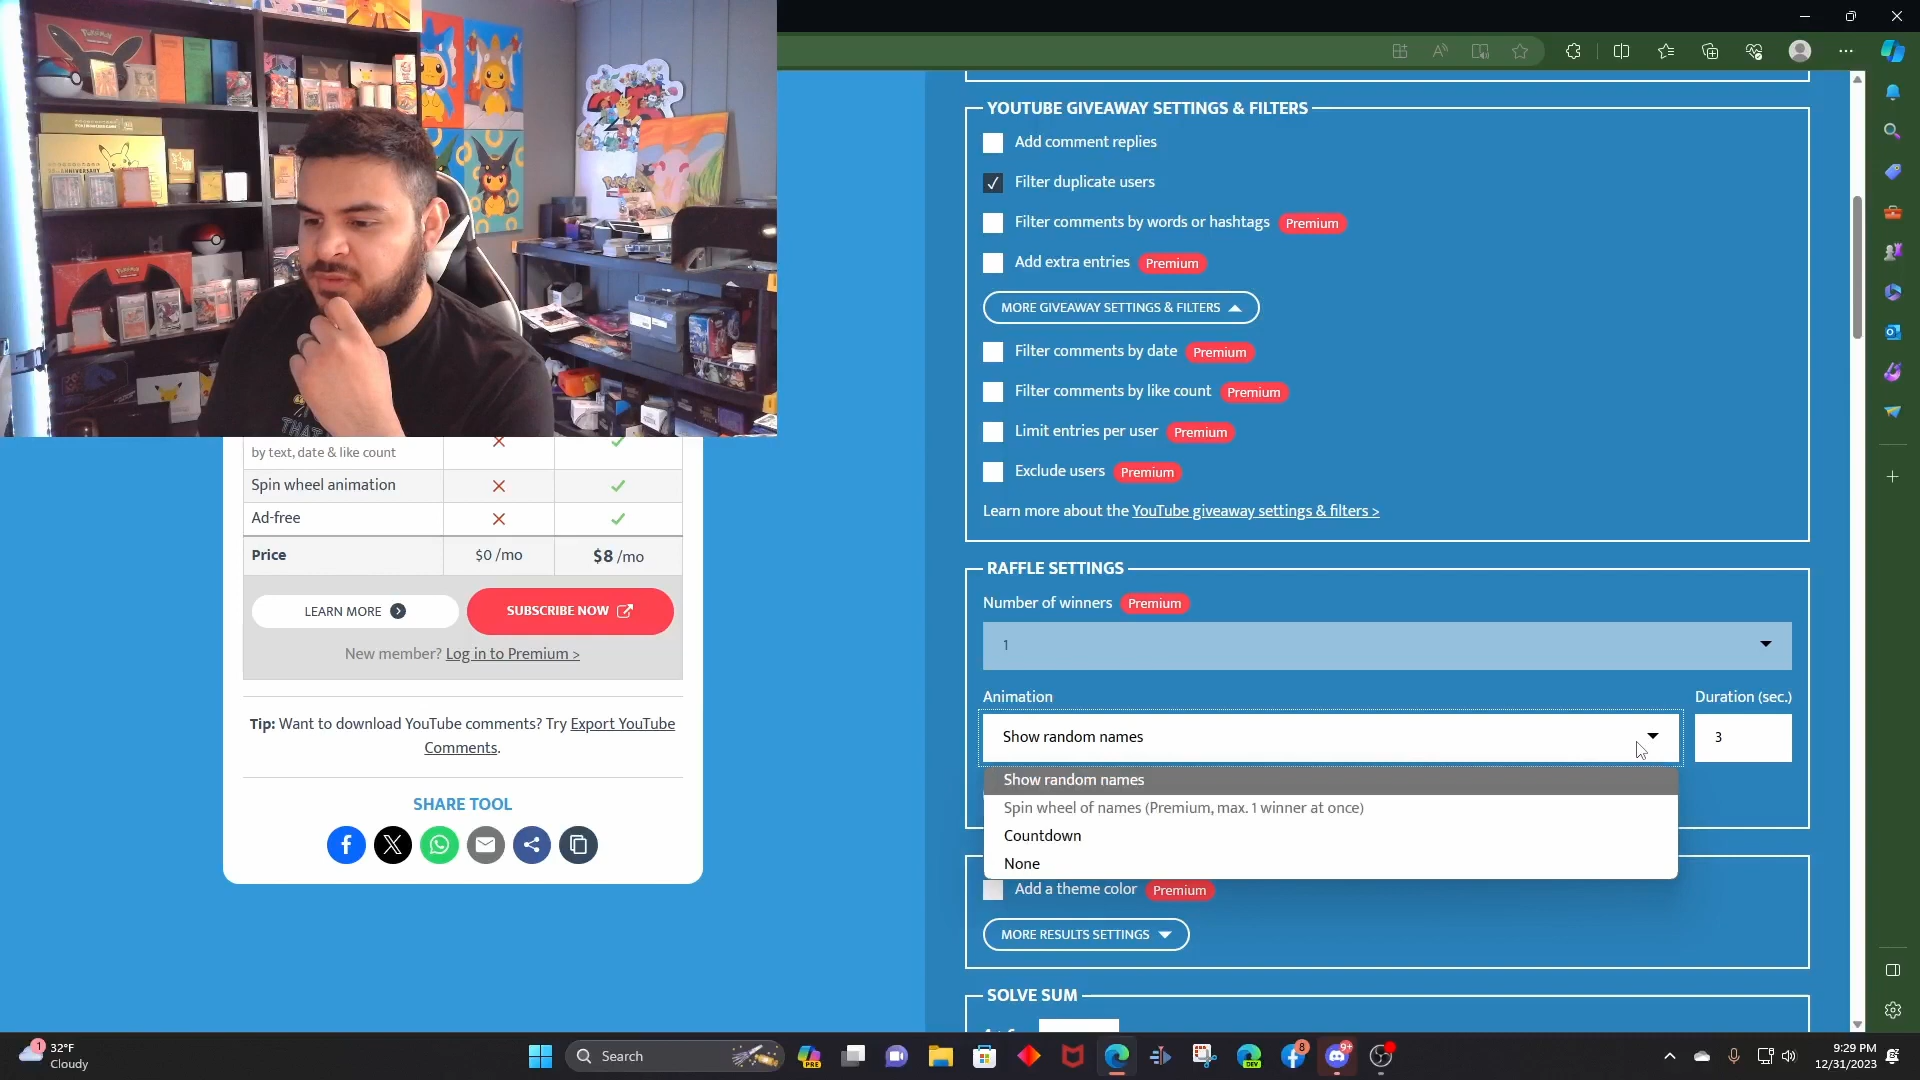 YOUTUBE GIVEAWAY SETTINGS & FILTERS
Add comment replies
Filter duplicate users
Filter comments by words or hashtags Premium
Add extra entries Premium
MORE GIVEAWAY SETTINGS & FILTERS
Filter comments by date Premium
Filter comments by like count Premium
Limit entries per user Premium
Exclude users Premium
Learn more about the YouTube giveaway settings & filters >
RAFFLE SETTINGS
Number of winners Premium
1
Animation
Duration (sec.)
Show random names
3
Show random names
Spin wheel of names (Premium, max. 1 winner at once)
Countdown
None
Add a theme color Premium
MORE RESULTS SETTINGS
SOLVE SUM
by text, date & like count
Spin wheel animation
Ad-free
Price $0 /mo $8 /mo
LEARN MORE
SUBSCRIBE NOW
New member? Log in to Premium >
Tip: Want to download YouTube comments? Try Export YouTube
Comments.
SHARE TOOL
1
32°F
Cloudy
Search
PRE
DEV
8
9+
9:29 PM
12/31/2023